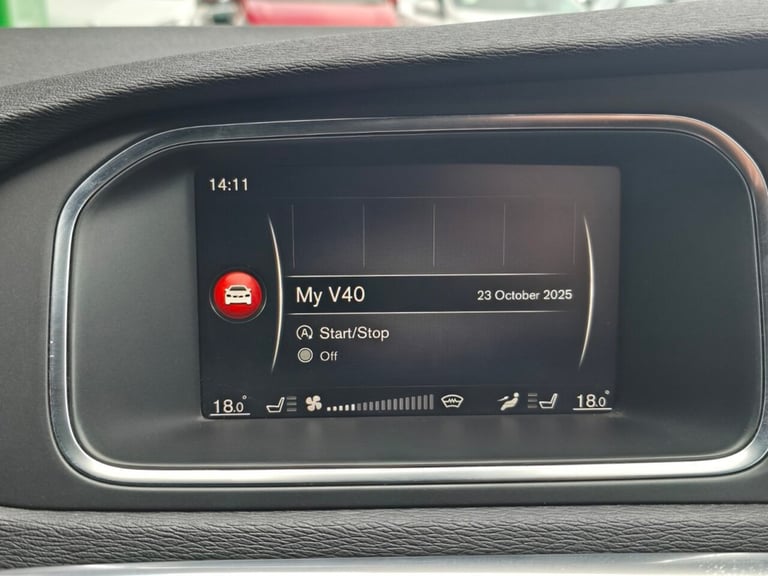 14:11
My V40 23 October 2025
A Start/Stop
Off
18.0° 18.0°